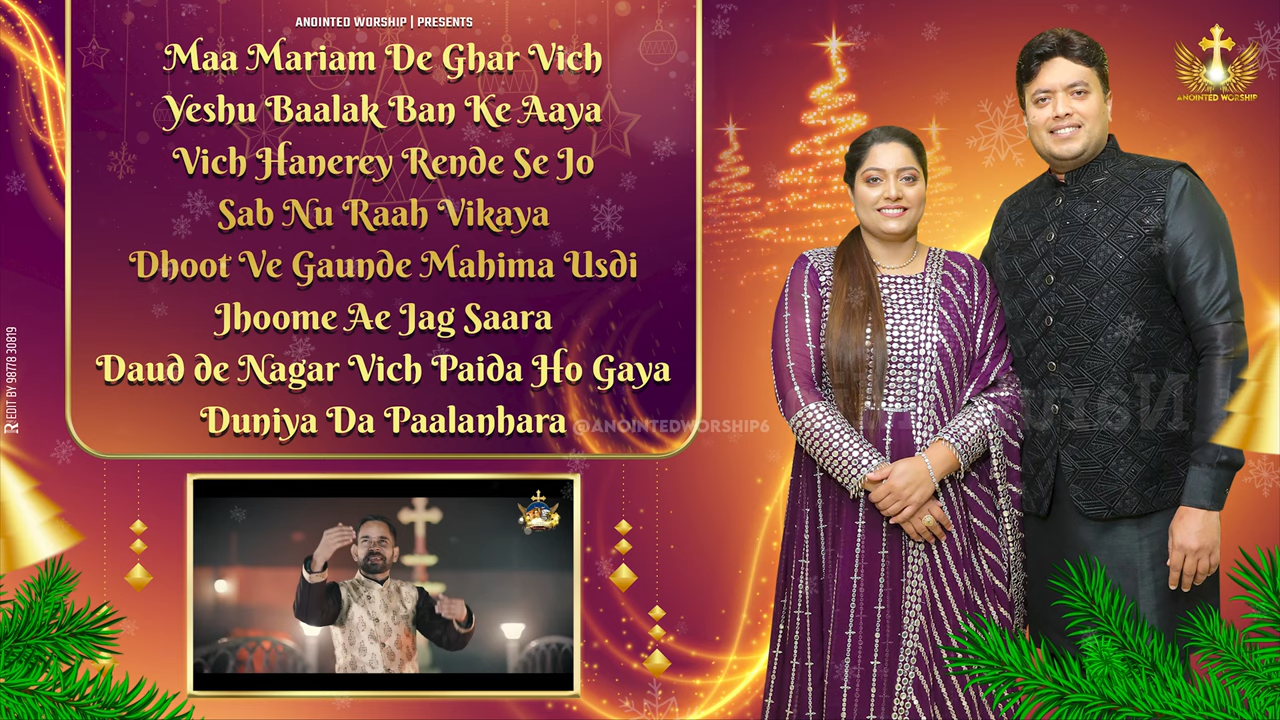 ANOINTED WORSHIP | PRESENTS
Maa Mariam De Ghar Vich
Yeshu Baalak Ban Ke Aaya
Vich Hanerey Rende Se Jo
Sab Nu Raah Vikaya
Dhoot Ve Gaunde Mahima Usdi
Jhoome Ae Jag Saara
Daud de Nagar Vich Paida Ho Gaya
Duniya Da Paalanhara
@ANOINTEDWORSHIP6
ANOINTED WORSHIP
R EDIT BY 98778 30819